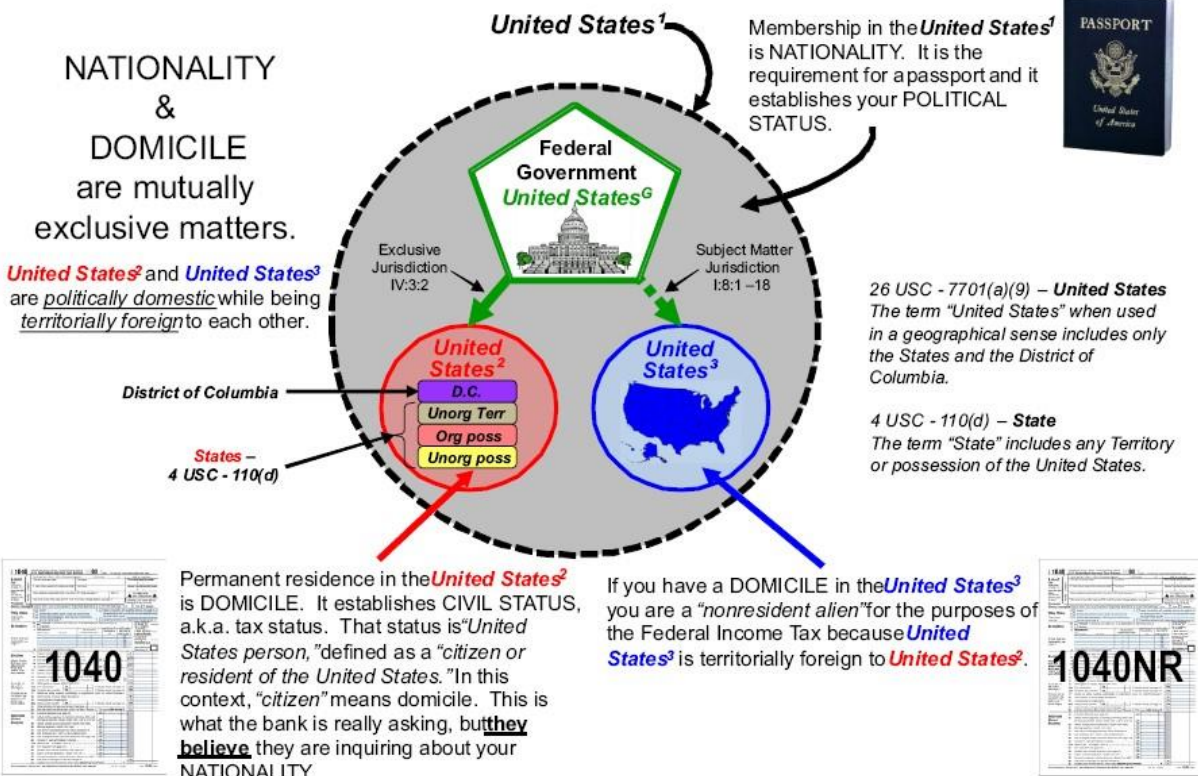 NATIONALITY
&
DOMICILE
are mutually
exclusive matters.
United States² and United States³
are politically domestic while being
territorially foreign to each other.
United States¹
Membership in the United States¹
is NATIONALITY. It is the
requirement for a passport and it
establishes your POLITICAL
STATUS.
PASSPORT
United States
of America
Federal
Government
United Statesᴳ
Exclusive
Jurisdiction
IV:3:2
Subject Matter
Jurisdiction
I:8:1 –18
United
States²
D.C.
Unorg Terr
Org poss
Unorg poss
United
States³
District of Columbia
States –
4 USC - 110(d)
26 USC - 7701(a)(9) – United States
The term “United States” when used
in a geographical sense includes only
the States and the District of
Columbia.
4 USC - 110(d) – State
The term “State” includes any Territory
or possession of the United States.
1040
Permanent residence in the United States²
is DOMICILE. It establishes CIVIL STATUS,
a.k.a. tax status. The term means “United
States person,” defined as a “citizen or
resident of the United States.” In this
context, “citizen” means domicile. This is
what the bank is really after, but they
believe they are inquiring about your
NATIONALITY.
If you have a DOMICILE in the United States³
you are a “nonresident alien” for the purposes of
the Federal Income Tax because United
States³ is territorially foreign to United States².
1040NR